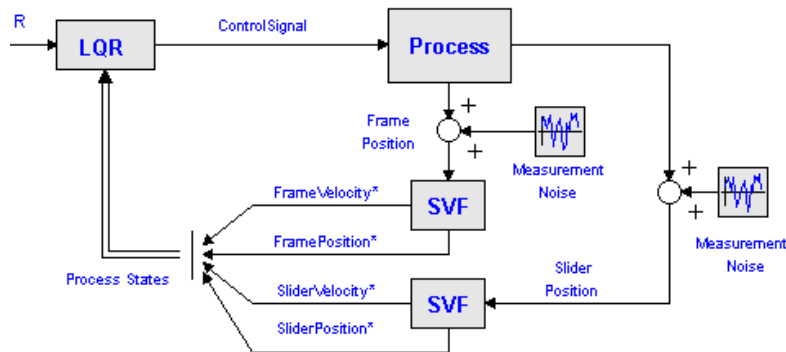 R
LQR
ControlSignal
Process
Frame
Position
+
+
Measurement
Noise
+
+
Measurement
Noise
FrameVelocity*
SVF
FramePosition*
Process States
Slider
Position
SliderVelocity*
SVF
SliderPosition*